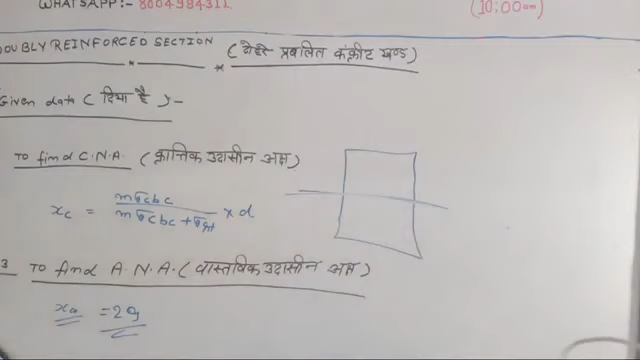 WHATSAPP:- 8004984311
(10:00am)
DOUBLY REINFORCED SECTION (दोहरे प्रबलित कंक्रीट खण्ड)
Given data (दिया है) :-
To find C.N.A. (क्रान्तिक उदासीन अक्ष)
xc = mσcbc / mσcbc + σst × d
3 To find A.N.A. (वास्तविक उदासीन अक्ष)
xa = 29